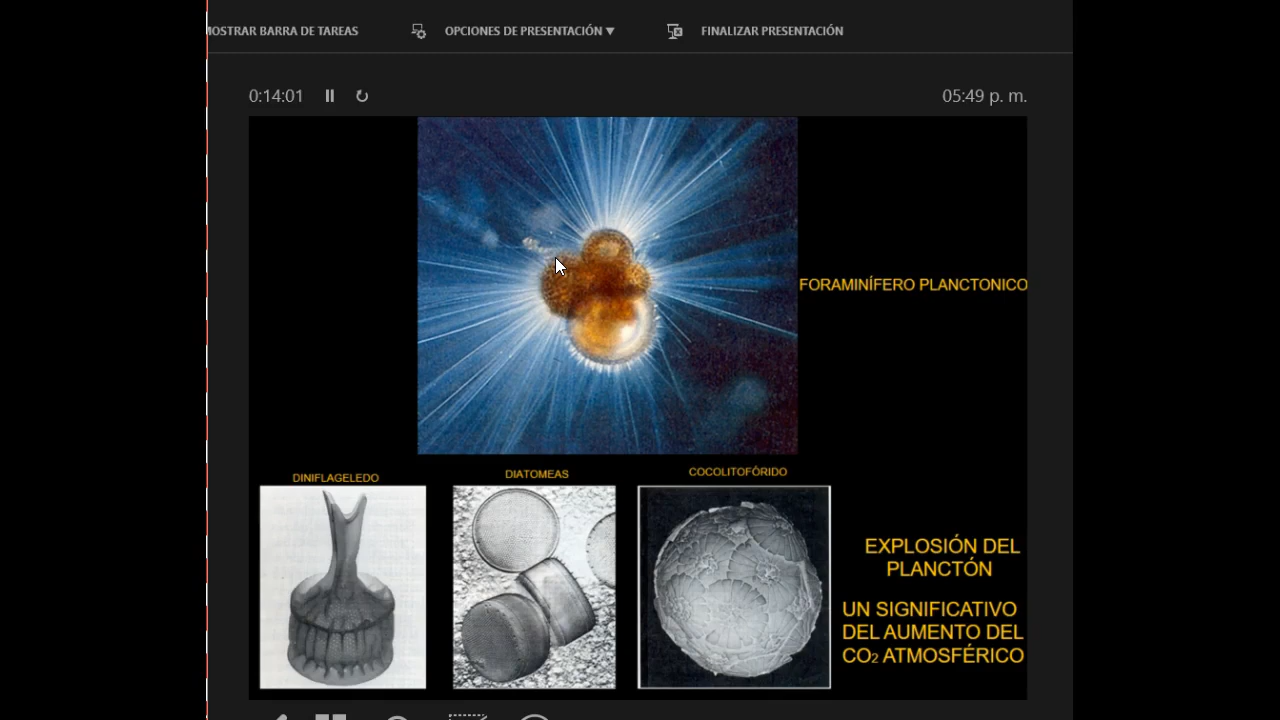 MOSTRAR BARRA DE TAREAS OPCIONES DE PRESENTACIÓN ▼ FINALIZAR PRESENTACIÓN
0:14:01 05:49 p. m.
FORAMINÍFERO PLANCTONICO
DINIFLAGELEDO
DIATOMEAS
COCOLITOFÒRIDO
EXPLOSIÓN DEL
PLANCTÓN
UN SIGNIFICATIVO
DEL AUMENTO DEL
CO₂ ATMOSFÉRICO